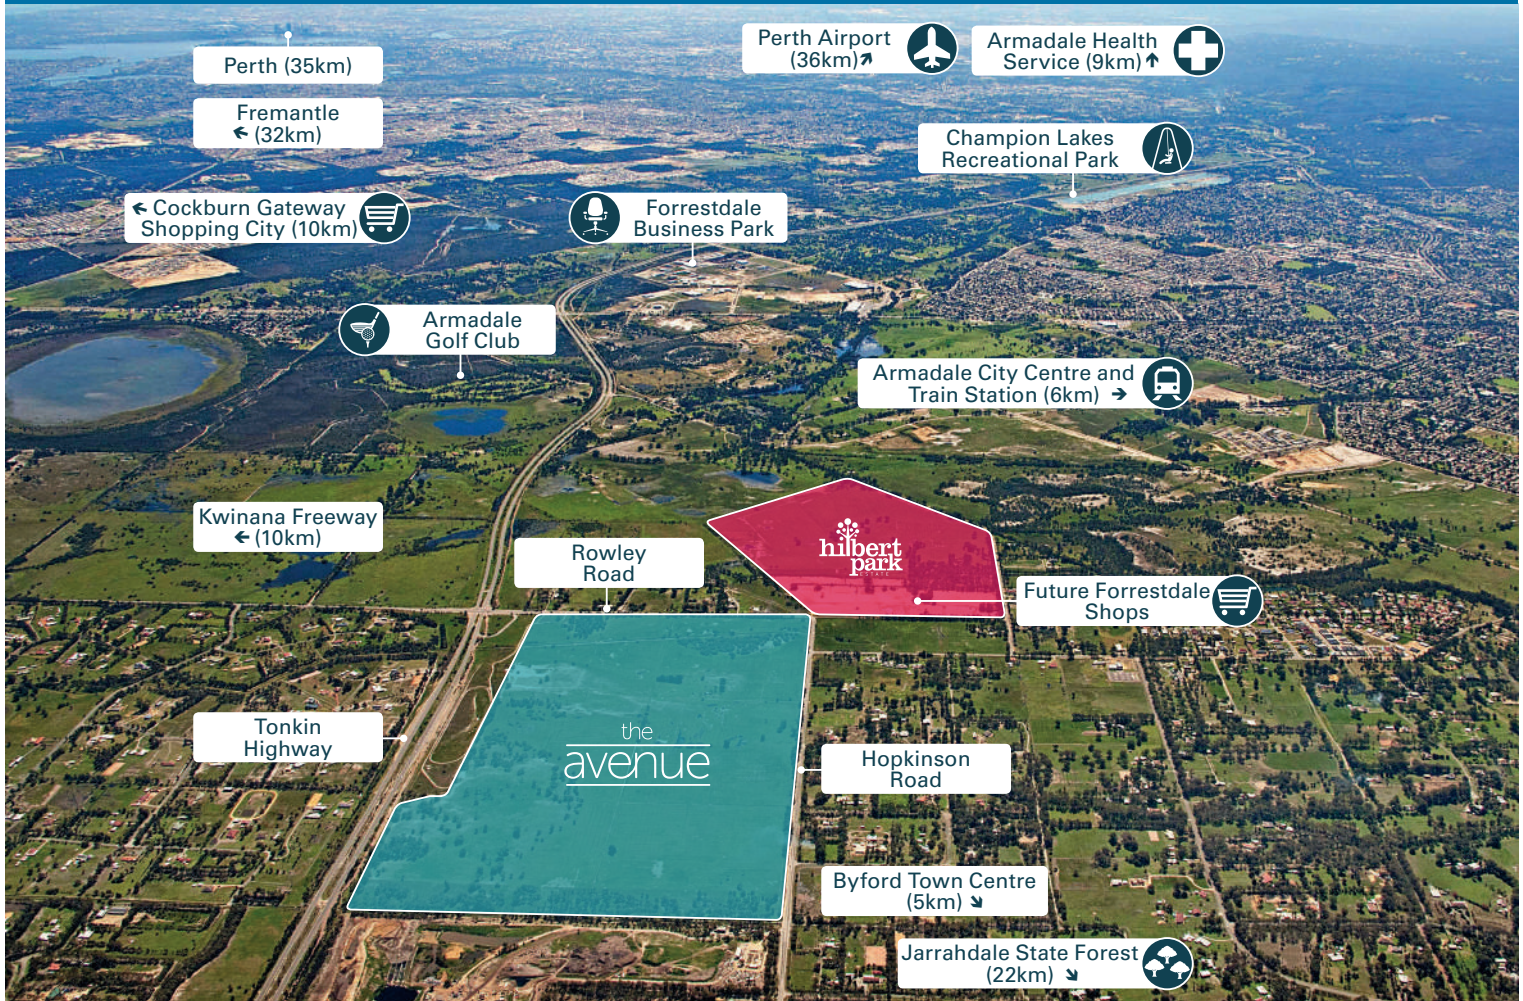 Perth (35km)
Fremantle
← (32km)
Perth Airport
(36km)↗
Armadale Health
Service (9km)↑
Champion Lakes
Recreational Park
← Cockburn Gateway
Shopping City (10km)
Forrestdale
Business Park
Armadale
Golf Club
Armadale City Centre and
Train Station (6km) →
Kwinana Freeway
← (10km)
Rowley
Road
hilbert
park
ESTATE
Future Forrestdale
Shops
Tonkin
Highway
the
avenue
Hopkinson
Road
Byford Town Centre
(5km) ↘
Jarrahdale State Forest
(22km) ↘